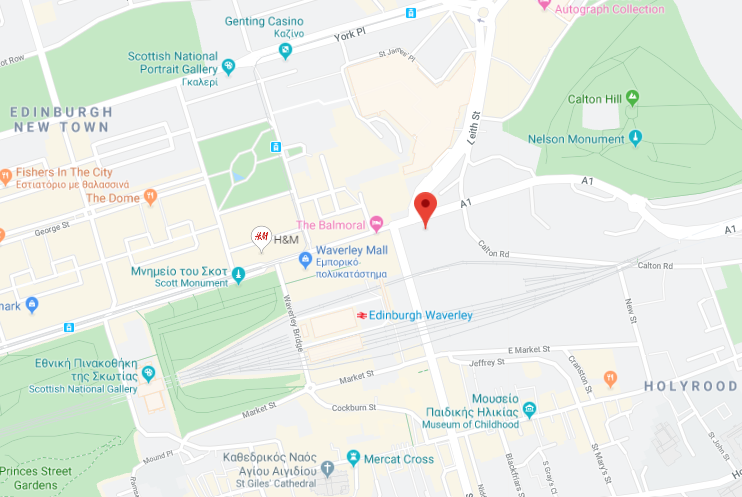 Genting Casino
Καζίνο
Autograph Collection
York Pl
ot Row
Scottish National
Portrait Gallery
Γκαλερί
St James' Pl
Leith St
Calton Hill
EDINBURGH
NEW TOWN
Nelson Monument
Fishers In The City
Εστιατόριο με θαλασσινά
The Dome
A1
A1
George St
The Balmoral
H&M
H&M
Waverley Mall
Εμπορικό-
πολυκατάστημα
Calton Rd
Calton Rd
A1
Μνημείο του Σκοτ
Scott Monument
mark
Waverley Bridge
New St
Edinburgh Waverley
E Market St
Jeffrey St
Cranston St
Εθνική Πινακοθήκη
της Σκωτίας
Scottish National Gallery
Market St
HOLYROOD
Market St
Cockburn St
Μουσείο
Παιδικής Ηλικίας
Museum of Childhood
Mound Pl
Καθεδρικός Ναός
Αγίου Αιγιδίου
St Giles' Cathedral
Mercat Cross
Blackfriars St
S Gray's Cl
St Mary's St
St John St
Holyroo
Princes Street
Gardens